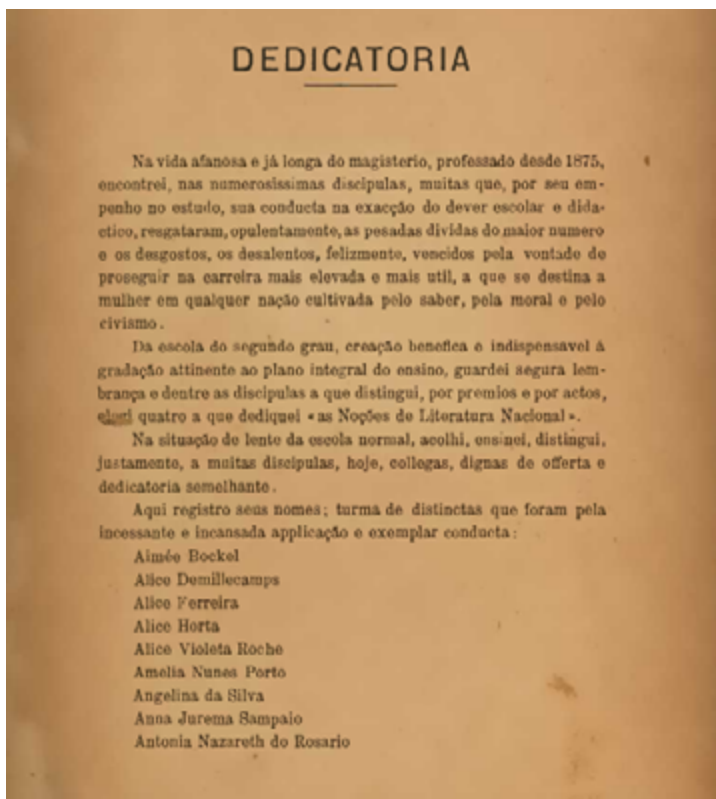 DEDICATORIA
Na vida afanosa e já longa do magisterio, professado desde 1875,
encontrei, nas numerosissimas discipulas, muitas que, por seu em-
penho no estudo, sua conducta na exacção do dever escolar e dida-
ctico, resgataram, opulentamente, as pesadas dividas do maior numero
e os desgostos, os desalentos, felizmente, vencidos pela vontade de
proseguir na carreira mais elevada e mais util, a que se destina a
mulher em qualquer nação cultivada pelo saber, pela moral e pelo
civismo.
Da escola do segundo grau, creação benefica e indispensavel á
gradação attinente ao plano integral do ensino, guardei segura lem-
brança e dentre as discipulas a que distingui, por premios e por actos,
elegi quatro a que dediquei «as Noções de Literatura Nacional».
Na situação de lente da escola normal, acolhi, ensinei, distingui,
justamente, a muitas discipulas, hoje, collegas, dignas de offerta e
dedicatoria semelhante.
Aqui registro seus nomes; turma de distinctas que foram pela
incessante e incansada applicação e exemplar conducta:
Aimée Bockel
Alice Demillecamps
Alice Ferreira
Alice Horta
Alice Violeta Roche
Amelia Nunes Porto
Angelina da Silva
Anna Jurema Sampaio
Antonia Nazareth do Rosario